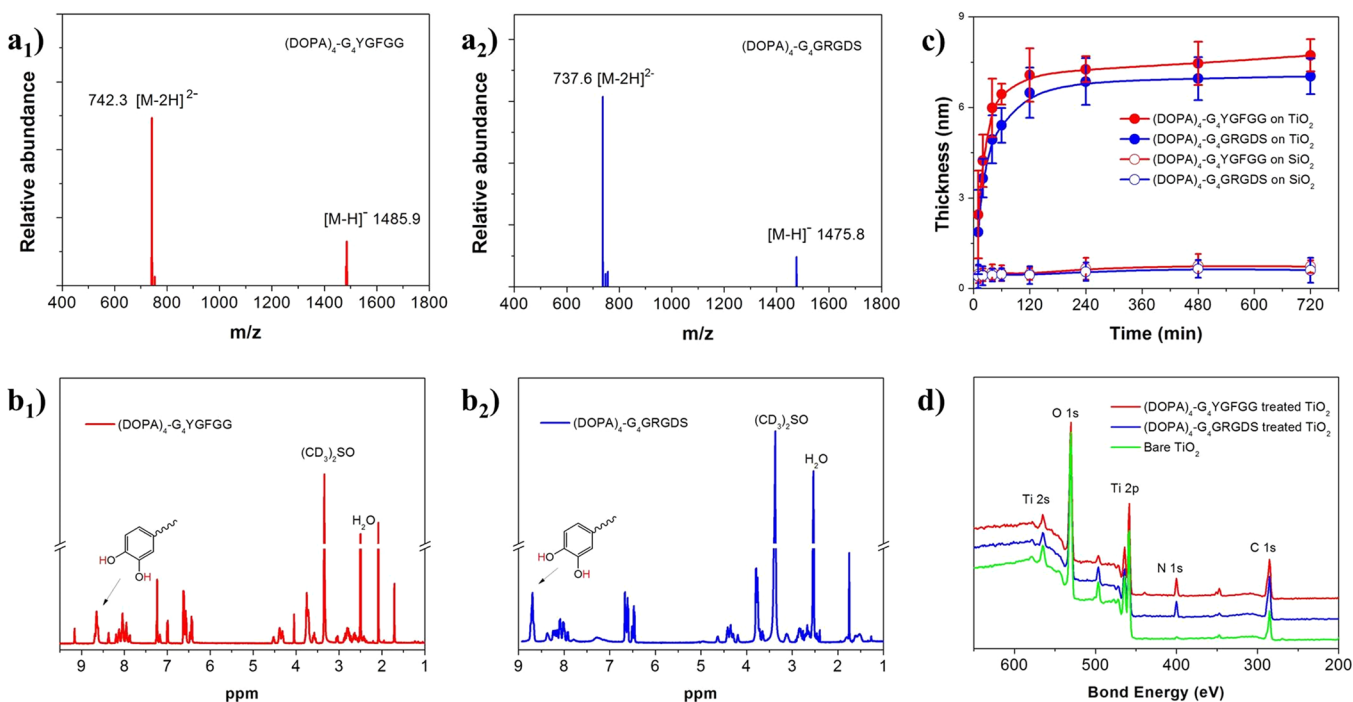 a₁)
(DOPA)₄-G₄YGFGG
742.3 [M-2H]²⁻
[M-H]⁻ 1485.9
Relative abundance
400 600 800 1000 1200 1400 1600 1800
m/z
a₂)
(DOPA)₄-G₄GRGDS
737.6 [M-2H]²⁻
[M-H]⁻ 1475.8
Relative abundance
400 600 800 1000 1200 1400 1600 1800
m/z
c)
9
6
3
0
Thickness (nm)
(DOPA)₄-G₄YGFGG on TiO₂
(DOPA)₄-G₄GRGDS on TiO₂
(DOPA)₄-G₄YGFGG on SiO₂
(DOPA)₄-G₄GRGDS on SiO₂
0 120 240 360 480 600 720
Time (min)
b₁)
(DOPA)₄-G₄YGFGG
(CD₃)₂SO
H₂O
HO
OH
9 8 7 6 5 4 3 2 1
ppm
b₂)
(DOPA)₄-G₄GRGDS
(CD₃)₂SO
H₂O
HO
OH
9 8 7 6 5 4 3 2 1
ppm
d)
O 1s
(DOPA)₄-G₄YGFGG treated TiO₂
(DOPA)₄-G₄GRGDS treated TiO₂
Bare TiO₂
Ti 2s
Ti 2p
N 1s
C 1s
600 500 400 300 200
Bond Energy (eV)